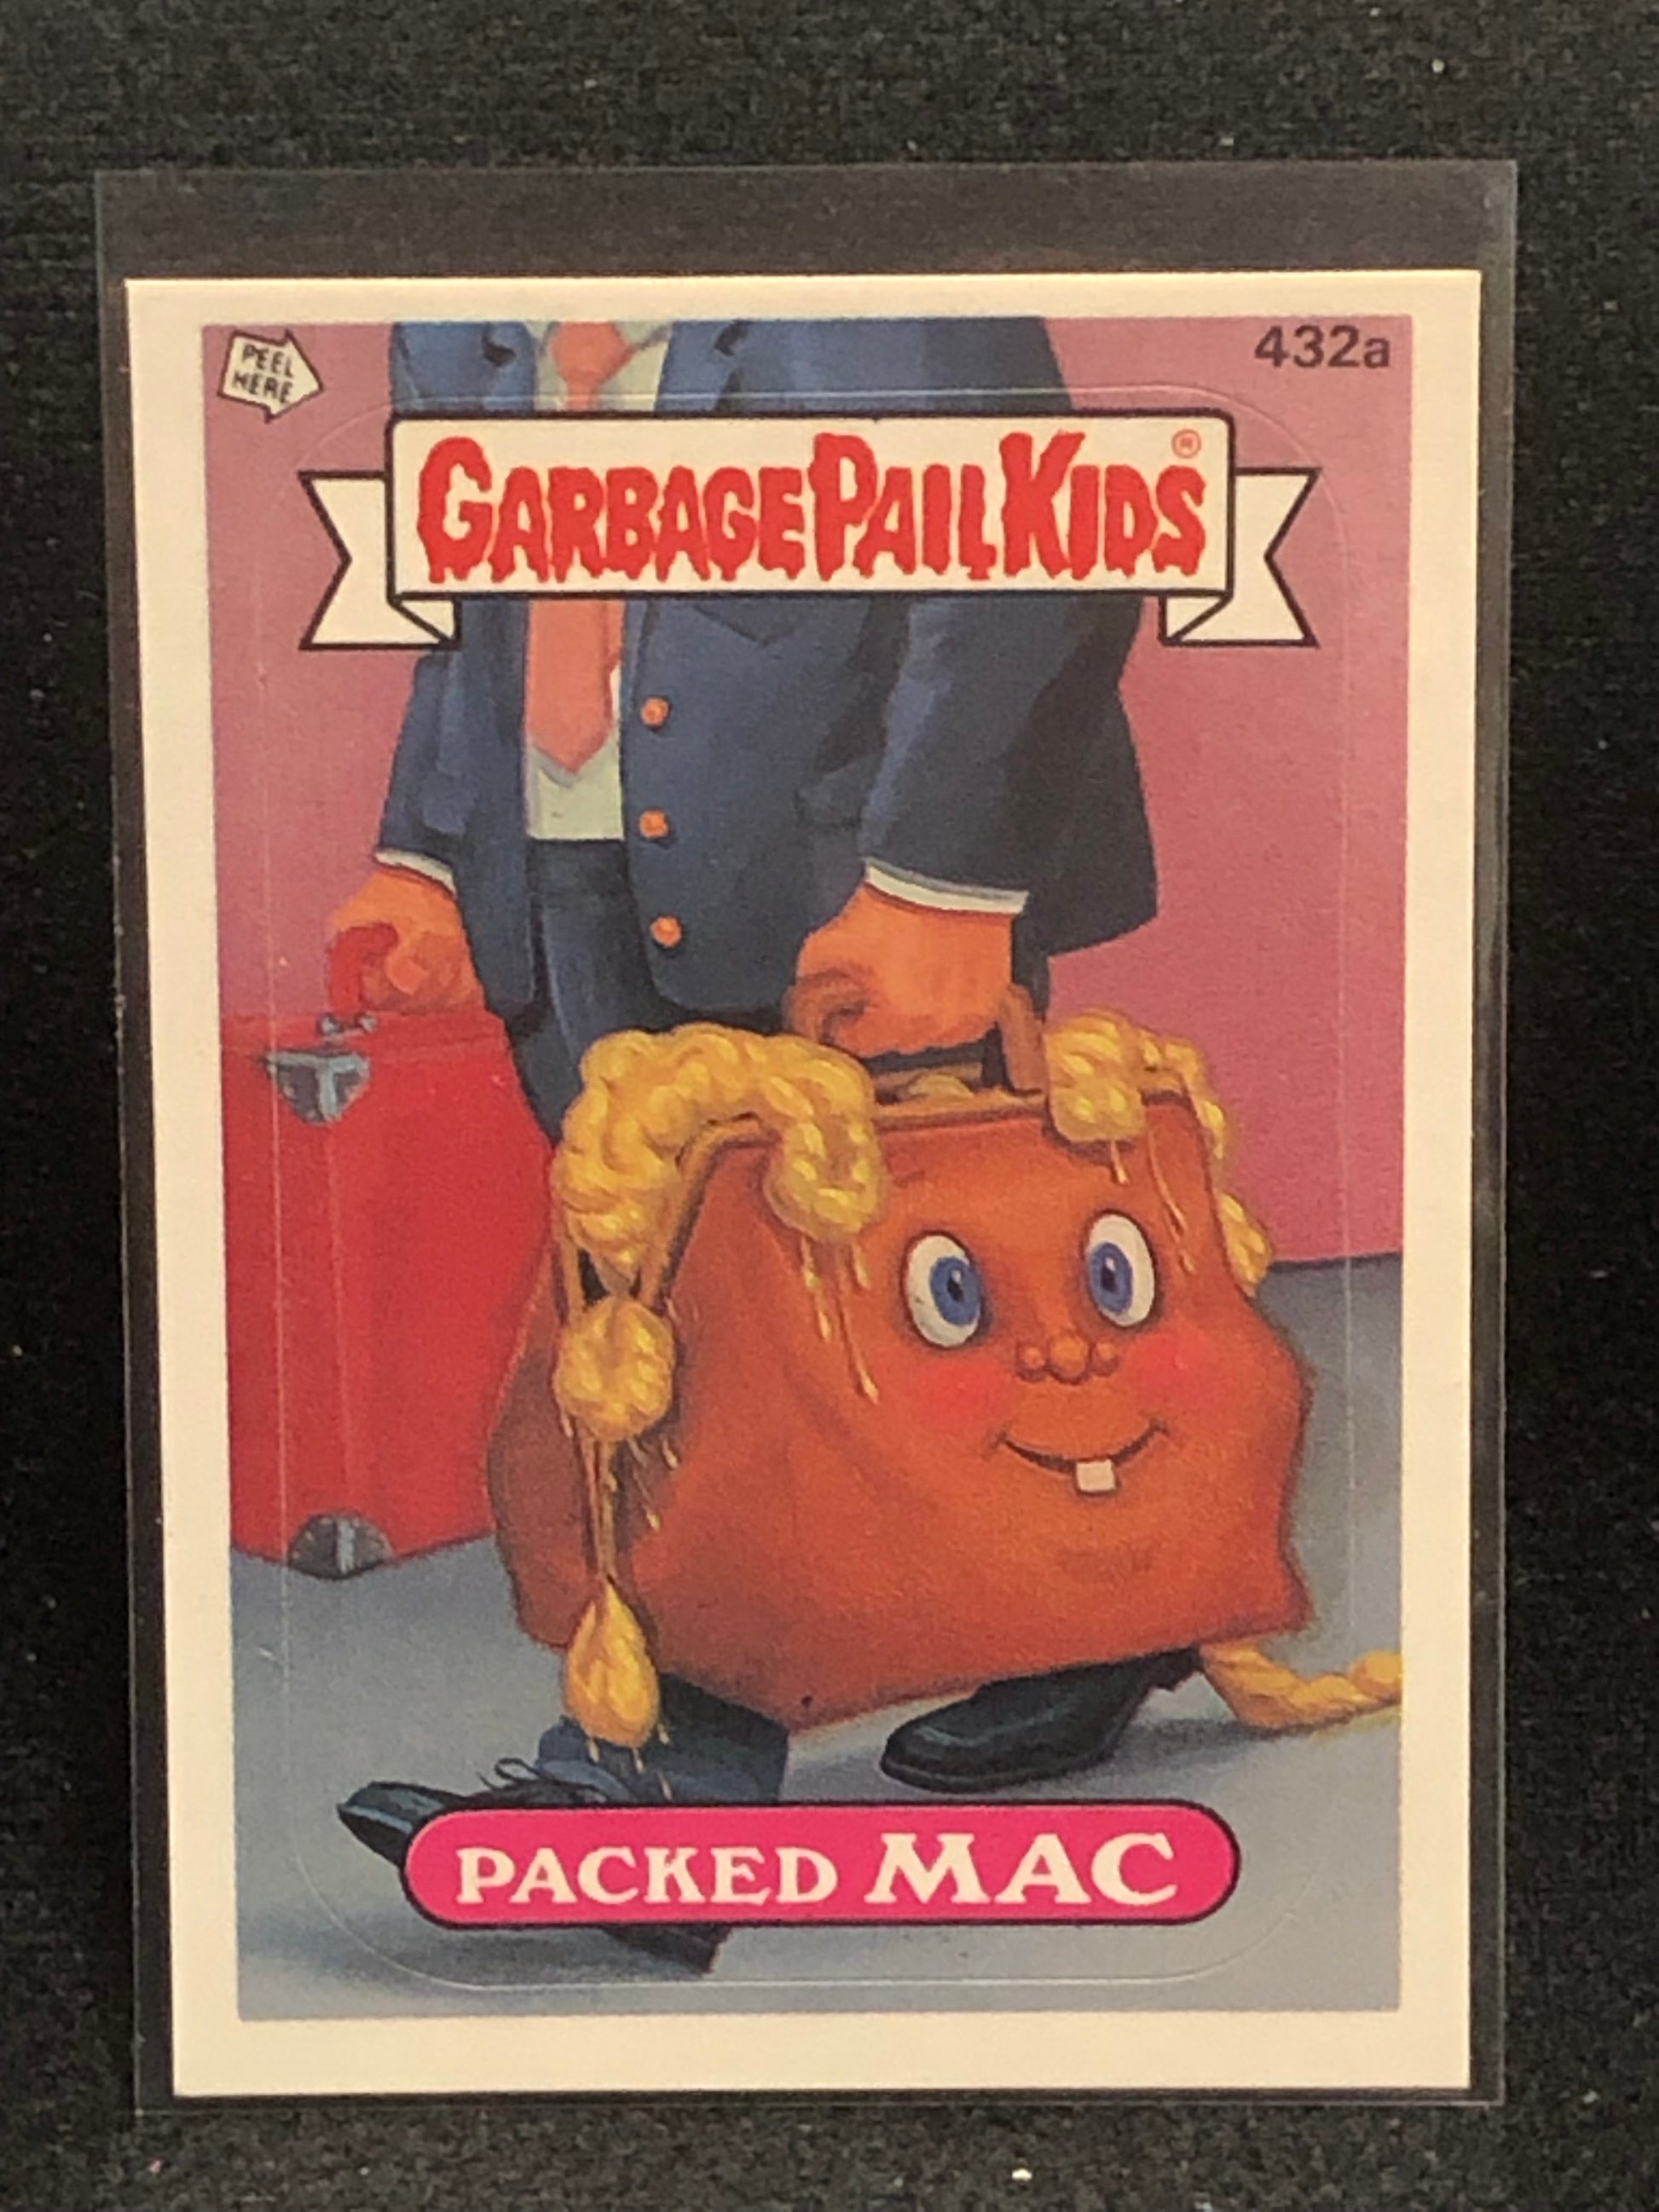 PEEL
HERE
432a
GARBAGE PAIL KIDS®
PACKED MAC